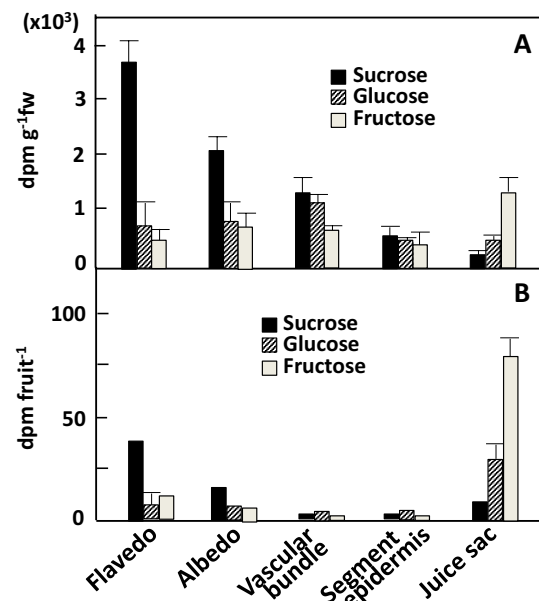 (x10³)
A
4
3
2
1
0
dpm g⁻¹fw
Sucrose
Glucose
Fructose
B
100
50
0
dpm fruit⁻¹
Sucrose
Glucose
Fructose
Flavedo
Albedo
Vascular
bundle
Segment
epidermis
Juice sac